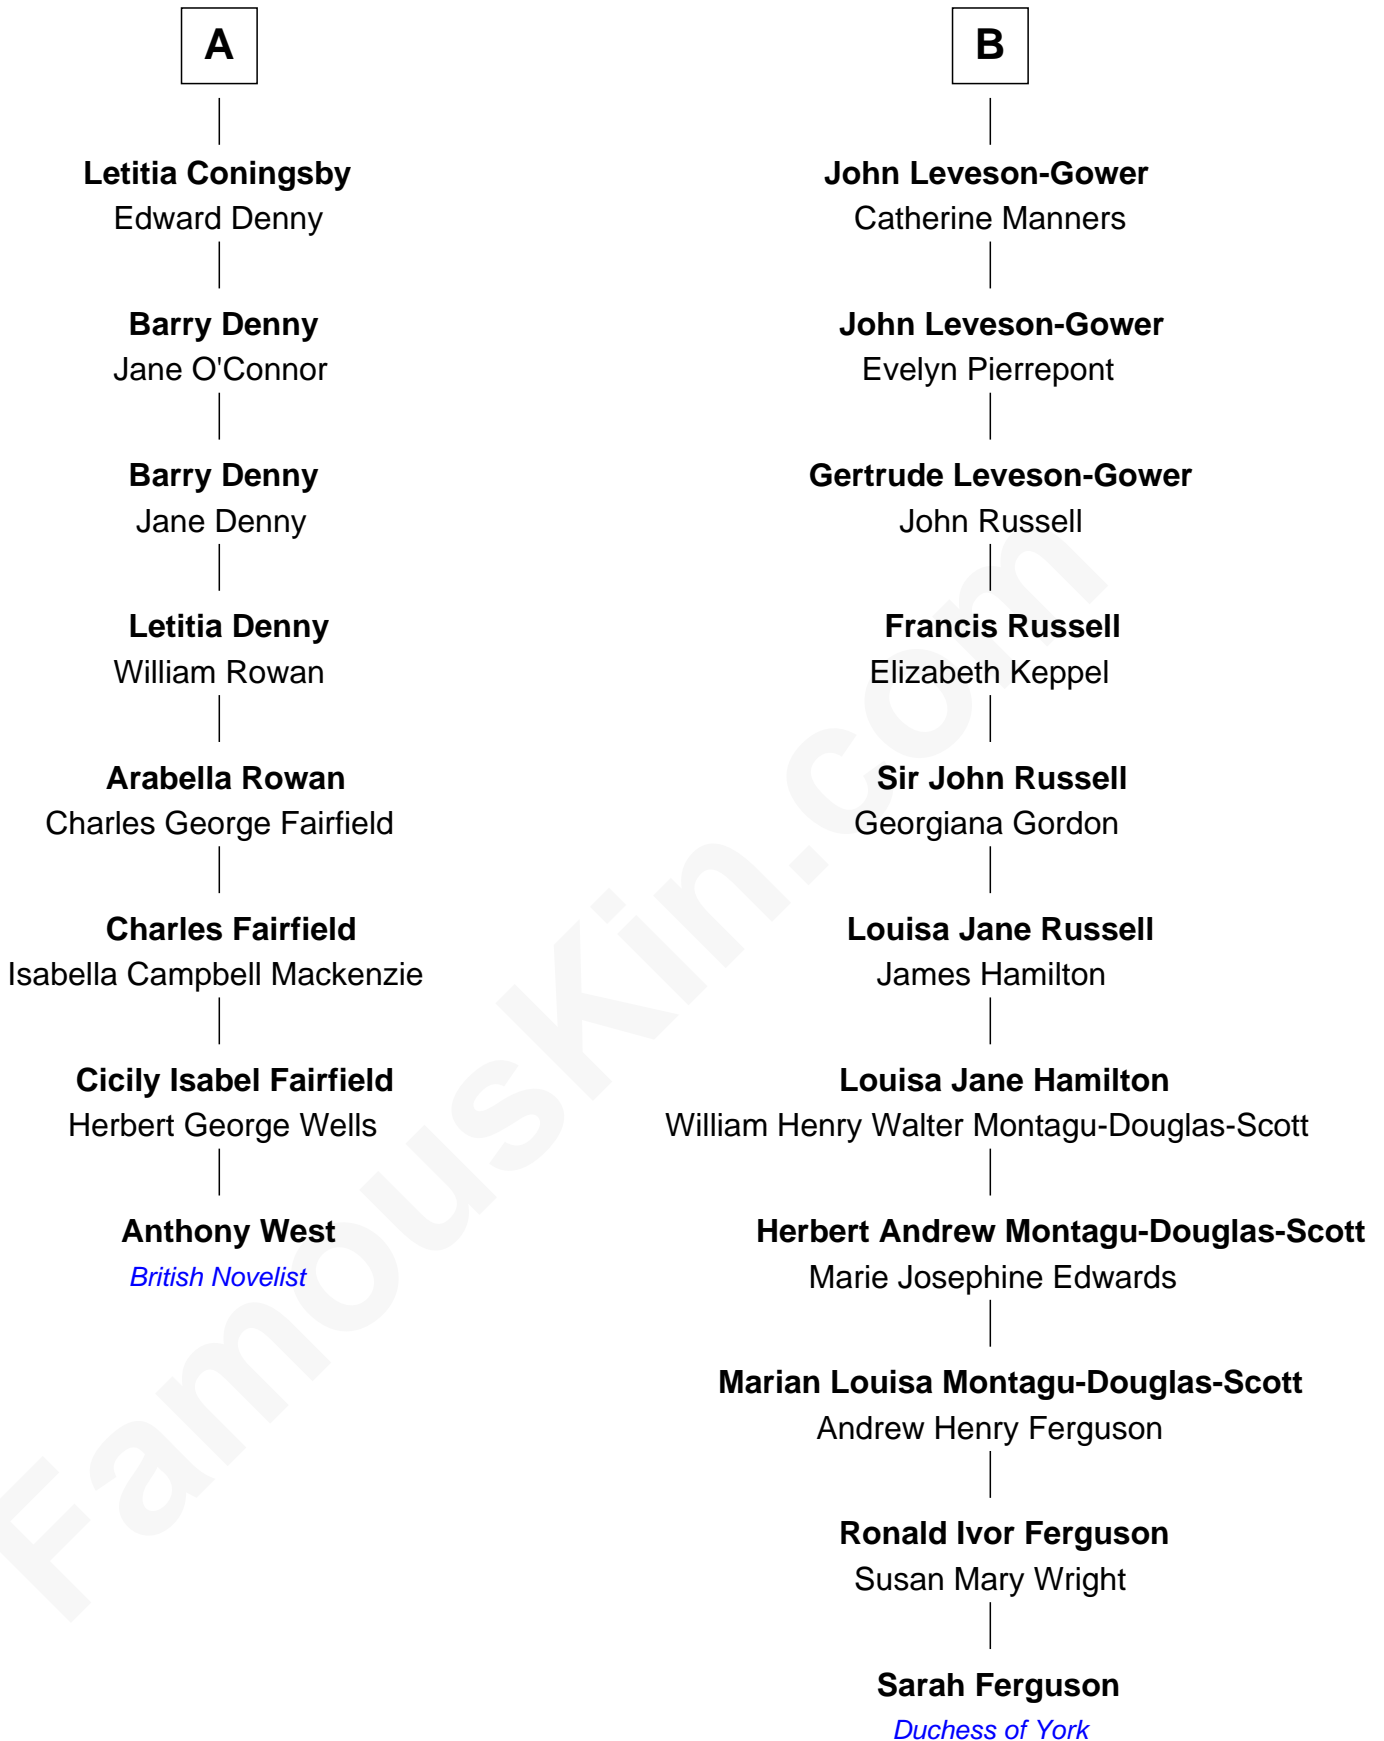 A
Letitia Coningsby
Edward Denny
Barry Denny
Jane O'Connor
Barry Denny
Jane Denny
Letitia Denny
William Rowan
Arabella Rowan
Charles George Fairfield
Charles Fairfield
Isabella Campbell Mackenzie
Cicily Isabel Fairfield
Herbert George Wells
Anthony West
British Novelist
B
John Leveson-Gower
Catherine Manners
John Leveson-Gower
Evelyn Pierrepont
Gertrude Leveson-Gower
John Russell
Francis Russell
Elizabeth Keppel
Sir John Russell
Georgiana Gordon
Louisa Jane Russell
James Hamilton
Louisa Jane Hamilton
William Henry Walter Montagu-Douglas-Scott
Herbert Andrew Montagu-Douglas-Scott
Marie Josephine Edwards
Marian Louisa Montagu-Douglas-Scott
Andrew Henry Ferguson
Ronald Ivor Ferguson
Susan Mary Wright
Sarah Ferguson
Duchess of York
FamousKin.com